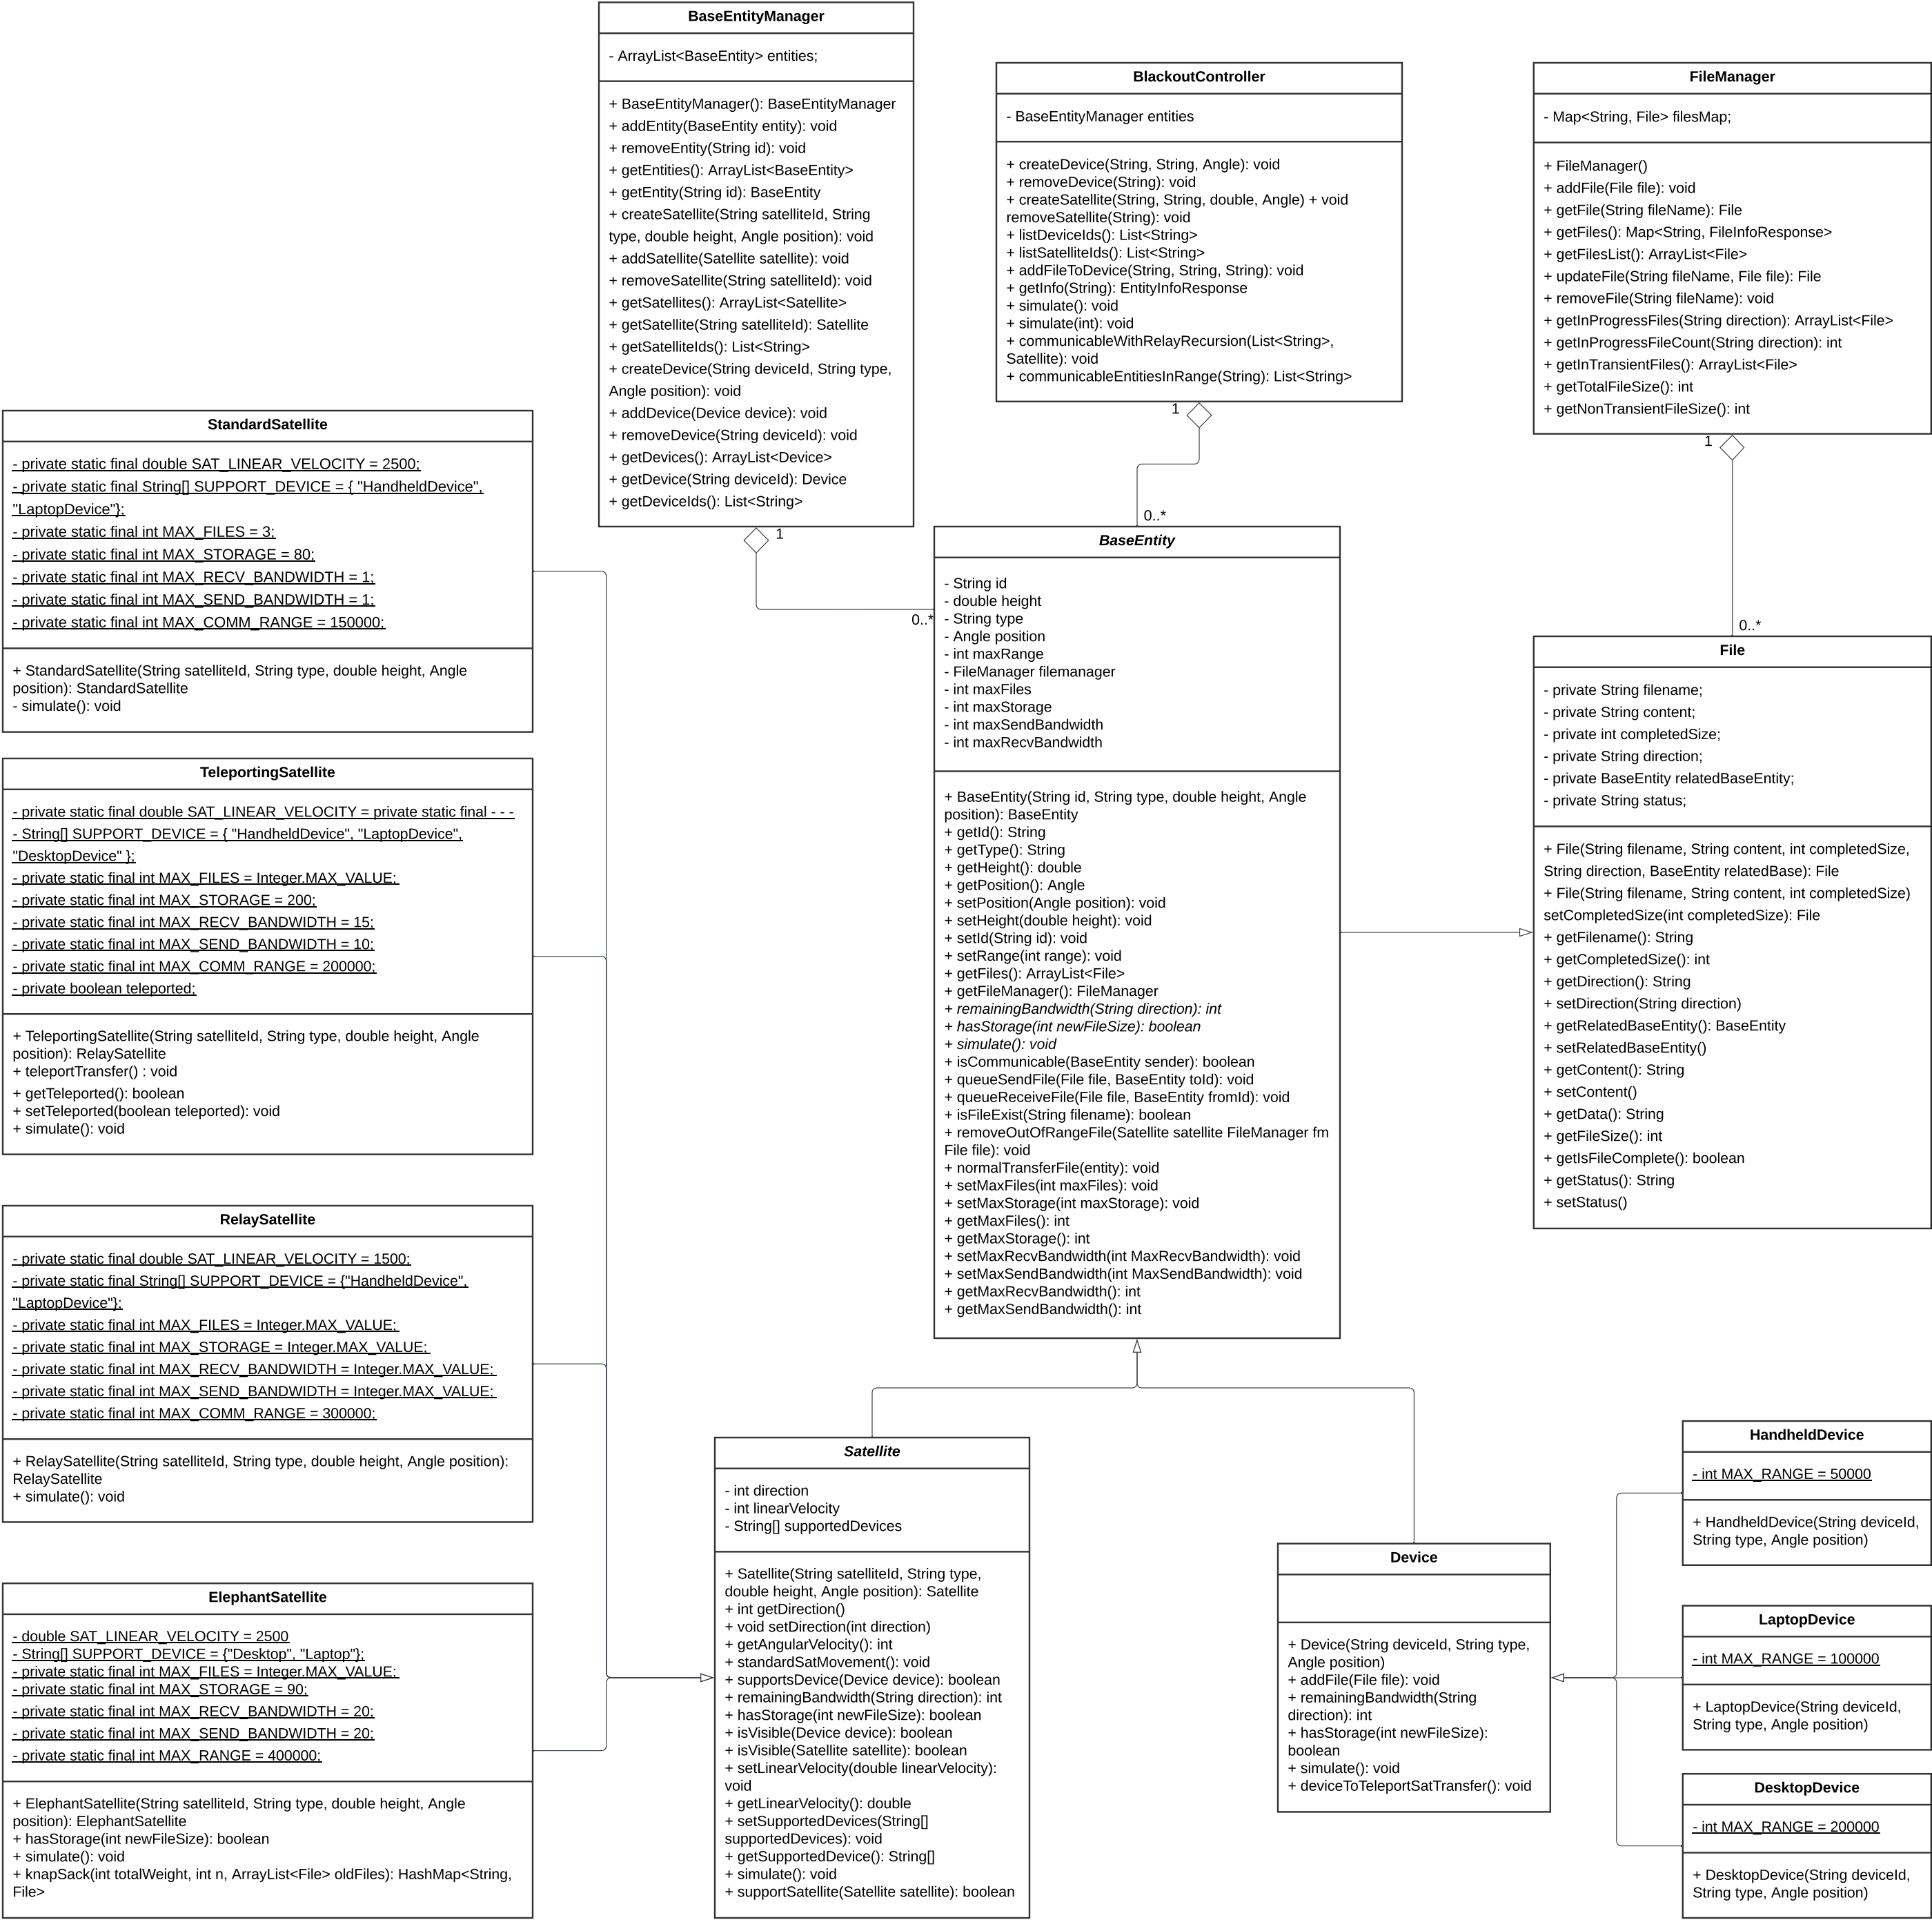 BaseEntityManager
- ArrayList<BaseEntity> entities;
+ BaseEntityManager(): BaseEntityManager
+ addEntity(BaseEntity entity): void
+ removeEntity(String id): void
+ getEntities(): ArrayList<BaseEntity>
+ getEntity(String id): BaseEntity
+ createSatellite(String satelliteId, String
type, double height, Angle position): void
+ addSatellite(Satellite satellite): void
+ removeSatellite(String satelliteId): void
+ getSatellites(): ArrayList<Satellite>
+ getSatellite(String satelliteId): Satellite
+ getSatelliteIds(): List<String>
+ createDevice(String deviceId, String type,
Angle position): void
+ addDevice(Device device): void
+ removeDevice(String deviceId): void
+ getDevices(): ArrayList<Device>
+ getDevice(String deviceId): Device
+ getDeviceIds(): List<String>
1
0..*
BlackoutController
- BaseEntityManager entities
+ createDevice(String, String, Angle): void
+ removeDevice(String): void
+ createSatellite(String, String, double, Angle) + void
removeSatellite(String): void
+ listDeviceIds(): List<String>
+ listSatelliteIds(): List<String>
+ addFileToDevice(String, String, String): void
+ getInfo(String): EntityInfoResponse
+ simulate(): void
+ simulate(int): void
+ communicableWithRelayRecursion(List<String>,
Satellite): void
+ communicableEntitiesInRange(String): List<String>
1
0..*
FileManager
- Map<String, File> filesMap;
+ FileManager()
+ addFile(File file): void
+ getFile(String fileName): File
+ getFiles(): Map<String, FileInfoResponse>
+ getFilesList(): ArrayList<File>
+ updateFile(String fileName, File file): File
+ removeFile(String fileName): void
+ getInProgressFiles(String direction): ArrayList<File>
+ getInProgressFileCount(String direction): int
+ getInTransientFiles(): ArrayList<File>
+ getTotalFileSize(): int
+ getNonTransientFileSize(): int
1
0..*
StandardSatellite
- private static final double SAT_LINEAR_VELOCITY = 2500;
- private static final String[] SUPPORT_DEVICE = { "HandheldDevice",
"LaptopDevice"};
- private static final int MAX_FILES = 3;
- private static final int MAX_STORAGE = 80;
- private static final int MAX_RECV_BANDWIDTH = 1;
- private static final int MAX_SEND_BANDWIDTH = 1;
- private static final int MAX_COMM_RANGE = 150000;
+ StandardSatellite(String satelliteId, String type, double height, Angle
position): StandardSatellite
- simulate(): void
TeleportingSatellite
- private static final double SAT_LINEAR_VELOCITY = private static final - - -
- String[] SUPPORT_DEVICE = { "HandheldDevice", "LaptopDevice",
"DesktopDevice" };
- private static final int MAX_FILES = Integer.MAX_VALUE;
- private static final int MAX_STORAGE = 200;
- private static final int MAX_RECV_BANDWIDTH = 15;
- private static final int MAX_SEND_BANDWIDTH = 10;
- private static final int MAX_COMM_RANGE = 200000;
- private boolean teleported;
+ TeleportingSatellite(String satelliteId, String type, double height, Angle
position): RelaySatellite
+ teleportTransfer() : void
+ getTeleported(): boolean
+ setTeleported(boolean teleported): void
+ simulate(): void
RelaySatellite
- private static final double SAT_LINEAR_VELOCITY = 1500;
- private static final String[] SUPPORT_DEVICE = {"HandheldDevice",
"LaptopDevice"};
- private static final int MAX_FILES = Integer.MAX_VALUE;
- private static final int MAX_STORAGE = Integer.MAX_VALUE;
- private static final int MAX_RECV_BANDWIDTH = Integer.MAX_VALUE;
- private static final int MAX_SEND_BANDWIDTH = Integer.MAX_VALUE;
- private static final int MAX_COMM_RANGE = 300000;
+ RelaySatellite(String satelliteId, String type, double height, Angle position):
RelaySatellite
+ simulate(): void
ElephantSatellite
- double SAT_LINEAR_VELOCITY = 2500
- String[] SUPPORT_DEVICE = {"Desktop", "Laptop"};
- private static final int MAX_FILES = Integer.MAX_VALUE;
- private static final int MAX_STORAGE = 90;
- private static final int MAX_RECV_BANDWIDTH = 20;
- private static final int MAX_SEND_BANDWIDTH = 20;
- private static final int MAX_RANGE = 400000;
+ ElephantSatellite(String satelliteId, String type, double height, Angle
position): ElephantSatellite
+ hasStorage(int newFileSize): boolean
+ simulate(): void
+ knapSack(int totalWeight, int n, ArrayList<File> oldFiles): HashMap<String,
File>
BaseEntity
- String id
- double height
- String type
- Angle position
- int maxRange
- FileManager filemanager
- int maxFiles
- int maxStorage
- int maxSendBandwidth
- int maxRecvBandwidth
+ BaseEntity(String id, String type, double height, Angle
position): BaseEntity
+ getId(): String
+ getType(): String
+ getHeight(): double
+ getPosition(): Angle
+ setPosition(Angle position): void
+ setHeight(double height): void
+ setId(String id): void
+ setRange(int range): void
+ getFiles(): ArrayList<File>
+ getFileManager(): FileManager
+ remainingBandwidth(String direction): int
+ hasStorage(int newFileSize): boolean
+ simulate(): void
+ isCommunicable(BaseEntity sender): boolean
+ queueSendFile(File file, BaseEntity toId): void
+ queueReceiveFile(File file, BaseEntity fromId): void
+ isFileExist(String filename): boolean
+ removeOutOfRangeFile(Satellite satellite FileManager fm
File file): void
+ normalTransferFile(entity): void
+ setMaxFiles(int maxFiles): void
+ setMaxStorage(int maxStorage): void
+ getMaxFiles(): int
+ getMaxStorage(): int
+ setMaxRecvBandwidth(int MaxRecvBandwidth): void
+ setMaxSendBandwidth(int MaxSendBandwidth): void
+ getMaxRecvBandwidth(): int
+ getMaxSendBandwidth(): int
File
- private String filename;
- private String content;
- private int completedSize;
- private String direction;
- private BaseEntity relatedBaseEntity;
- private String status;
+ File(String filename, String content, int completedSize,
String direction, BaseEntity relatedBase): File
+ File(String filename, String content, int completedSize)
setCompletedSize(int completedSize): File
+ getFilename(): String
+ getCompletedSize(): int
+ getDirection(): String
+ setDirection(String direction)
+ getRelatedBaseEntity(): BaseEntity
+ setRelatedBaseEntity()
+ getContent(): String
+ setContent()
+ getData(): String
+ getFileSize(): int
+ getIsFileComplete(): boolean
+ getStatus(): String
+ setStatus()
Satellite
- int direction
- int linearVelocity
- String[] supportedDevices
+ Satellite(String satelliteId, String type,
double height, Angle position): Satellite
+ int getDirection()
+ void setDirection(int direction)
+ getAngularVelocity(): int
+ standardSatMovement(): void
+ supportsDevice(Device device): boolean
+ remainingBandwidth(String direction): int
+ hasStorage(int newFileSize): boolean
+ isVisible(Device device): boolean
+ isVisible(Satellite satellite): boolean
+ setLinearVelocity(double linearVelocity):
void
+ getLinearVelocity(): double
+ setSupportedDevices(String[]
supportedDevices): void
+ getSupportedDevice(): String[]
+ simulate(): void
+ supportSatellite(Satellite satellite): boolean
Device
+ Device(String deviceId, String type,
Angle position)
+ addFile(File file): void
+ remainingBandwidth(String
direction): int
+ hasStorage(int newFileSize):
boolean
+ simulate(): void
+ deviceToTeleportSatTransfer(): void
HandheldDevice
- int MAX_RANGE = 50000
+ HandheldDevice(String deviceId,
String type, Angle position)
LaptopDevice
- int MAX_RANGE = 100000
+ LaptopDevice(String deviceId,
String type, Angle position)
DesktopDevice
- int MAX_RANGE = 200000
+ DesktopDevice(String deviceId,
String type, Angle position)